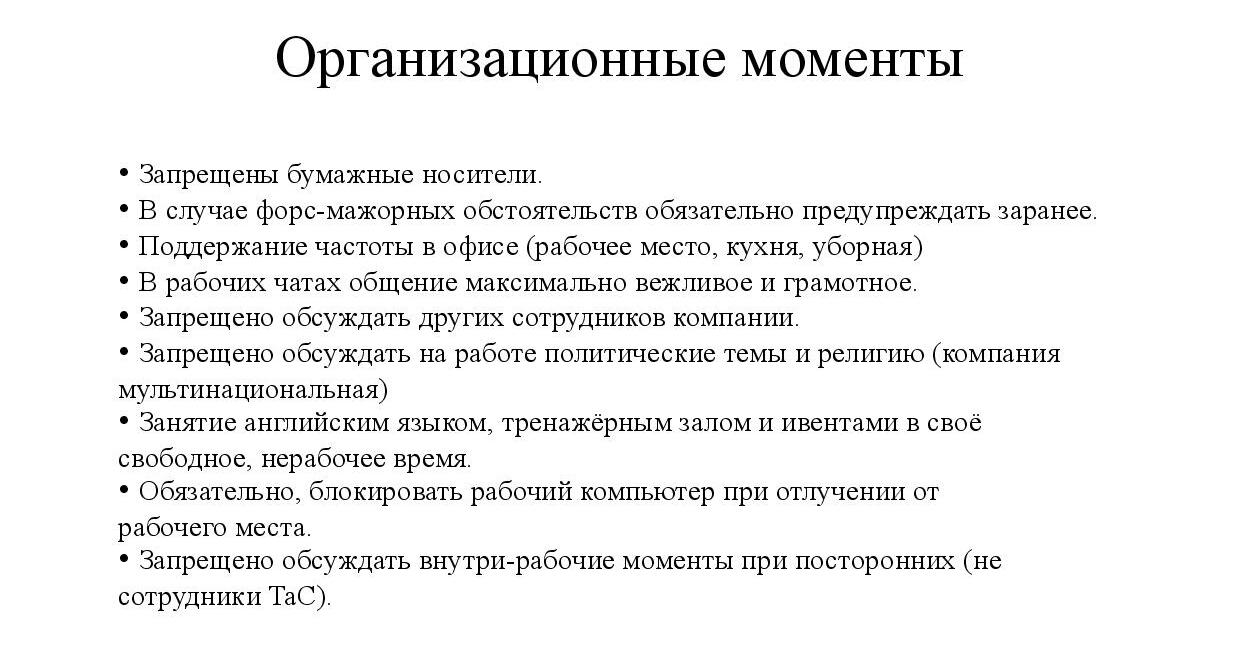 Организационные моменты
• Запрещены бумажные носители.
• В случае форс-мажорных обстоятельств обязательно предупреждать заранее.
• Поддержание частоты в офисе (рабочее место, кухня, уборная)
• В рабочих чатах общение максимально вежливое и грамотное.
• Запрещено обсуждать других сотрудников компании.
• Запрещено обсуждать на работе политические темы и религию (компания
мультинациональная)
• Занятие английским языком, тренажёрным залом и ивентами в своё
свободное, нерабочее время.
• Обязательно, блокировать рабочий компьютер при отлучении от
рабочего места.
• Запрещено обсуждать внутри-рабочие моменты при посторонних (не
сотрудники ТаС).